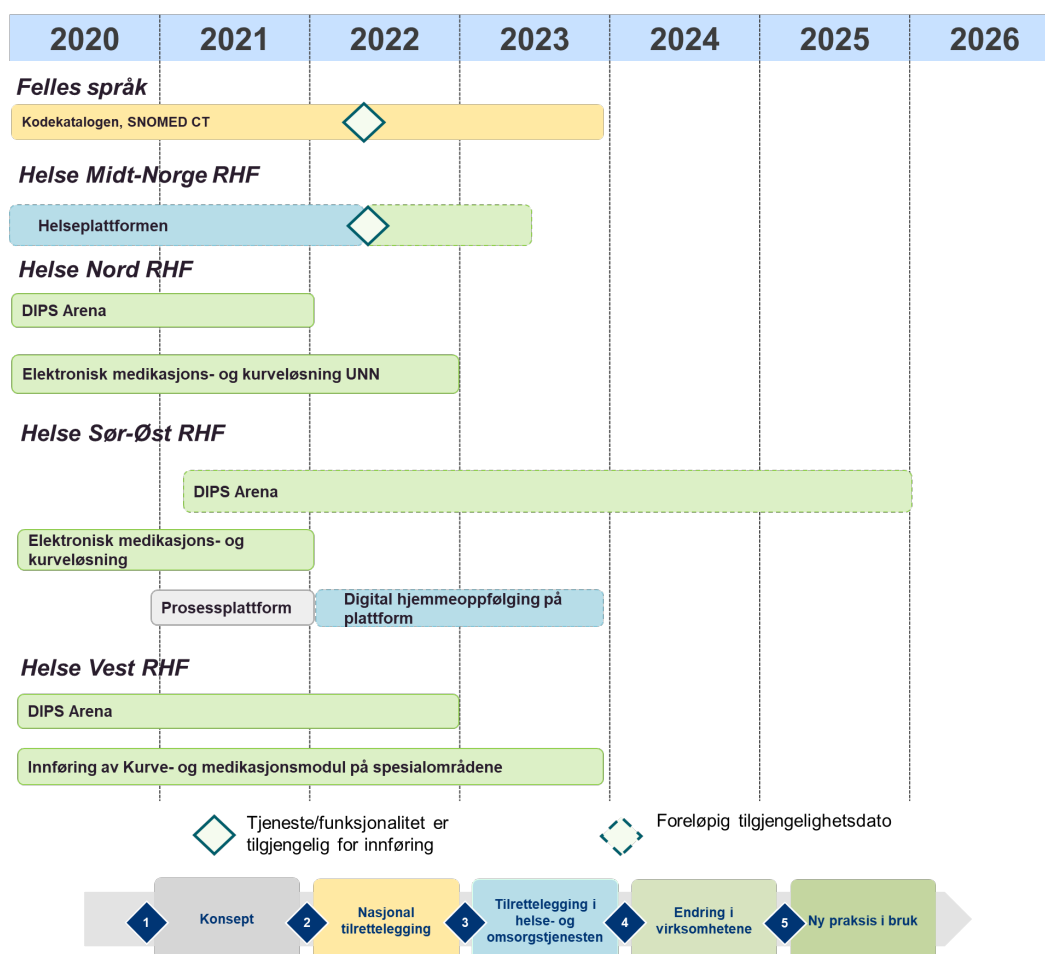 2020 2021 2022 2023 2024 2025 2026
Felles språk
Kodekatalogen, SNOMED CT
Helse Midt-Norge RHF
Helseplattformen
Helse Nord RHF
DIPS Arena
Elektronisk medikasjons- og kurveløsning UNN
Helse Sør-Øst RHF
DIPS Arena
Elektronisk medikasjons- og
kurveløsning
Prosessplattform
Digital hjemmeoppfølging på
plattform
Helse Vest RHF
DIPS Arena
Innføring av Kurve- og medikasjonsmodul på spesialområdene
Tjeneste/funksjonalitet er
tilgjengelig for innføring
Foreløpig tilgjengelighetsdato
1
Konsept
2
Nasjonal
tilrettelegging
3
Tilrettelegging i
helse- og
omsorgstjenesten
4
Endring i
virksomhetene
5
Ny praksis i bruk